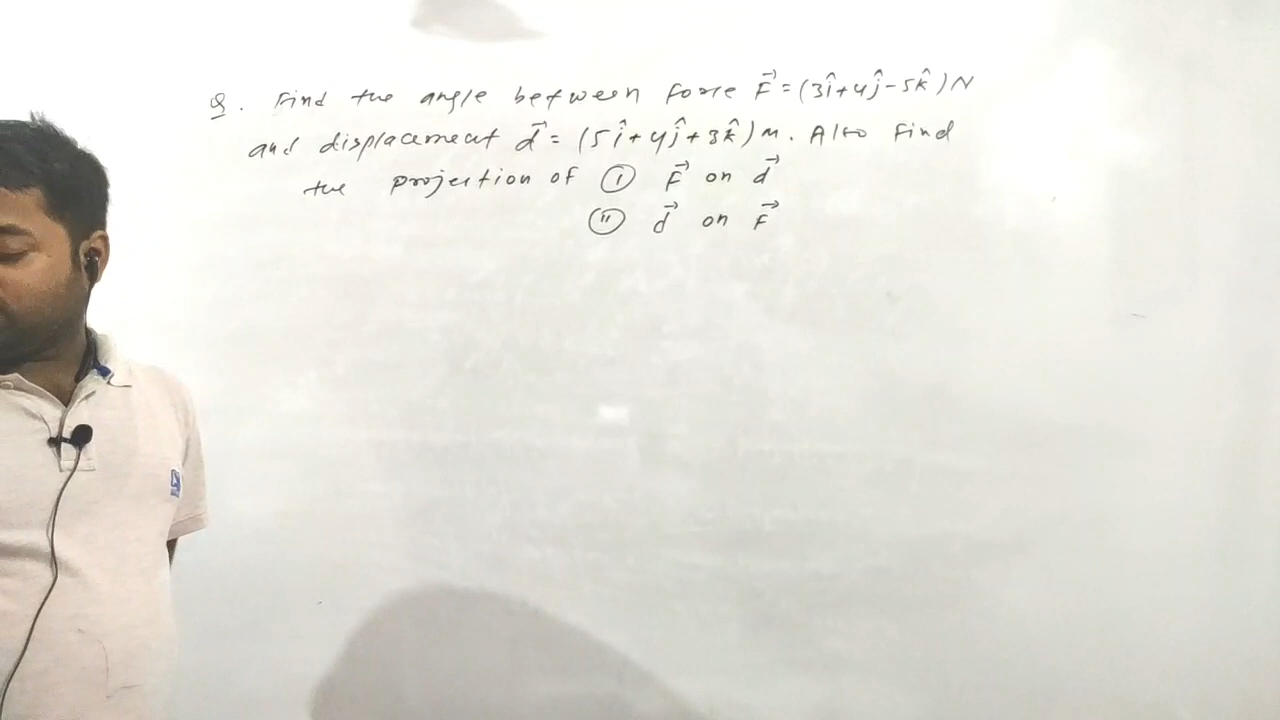 Q. Find the angle between force F⃗ = (3î+4ĵ-5k̂) N
and displacement d⃗ = (5î+4ĵ+3k̂) m. Also find
the projection of (I) F⃗ on d⃗
(II) d⃗ on F⃗